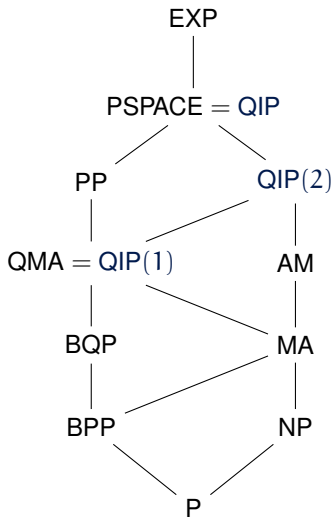 EXP
PSPACE = QIP
PP
QIP(2)
QMA = QIP(1)
AM
BQP
MA
BPP
NP
P